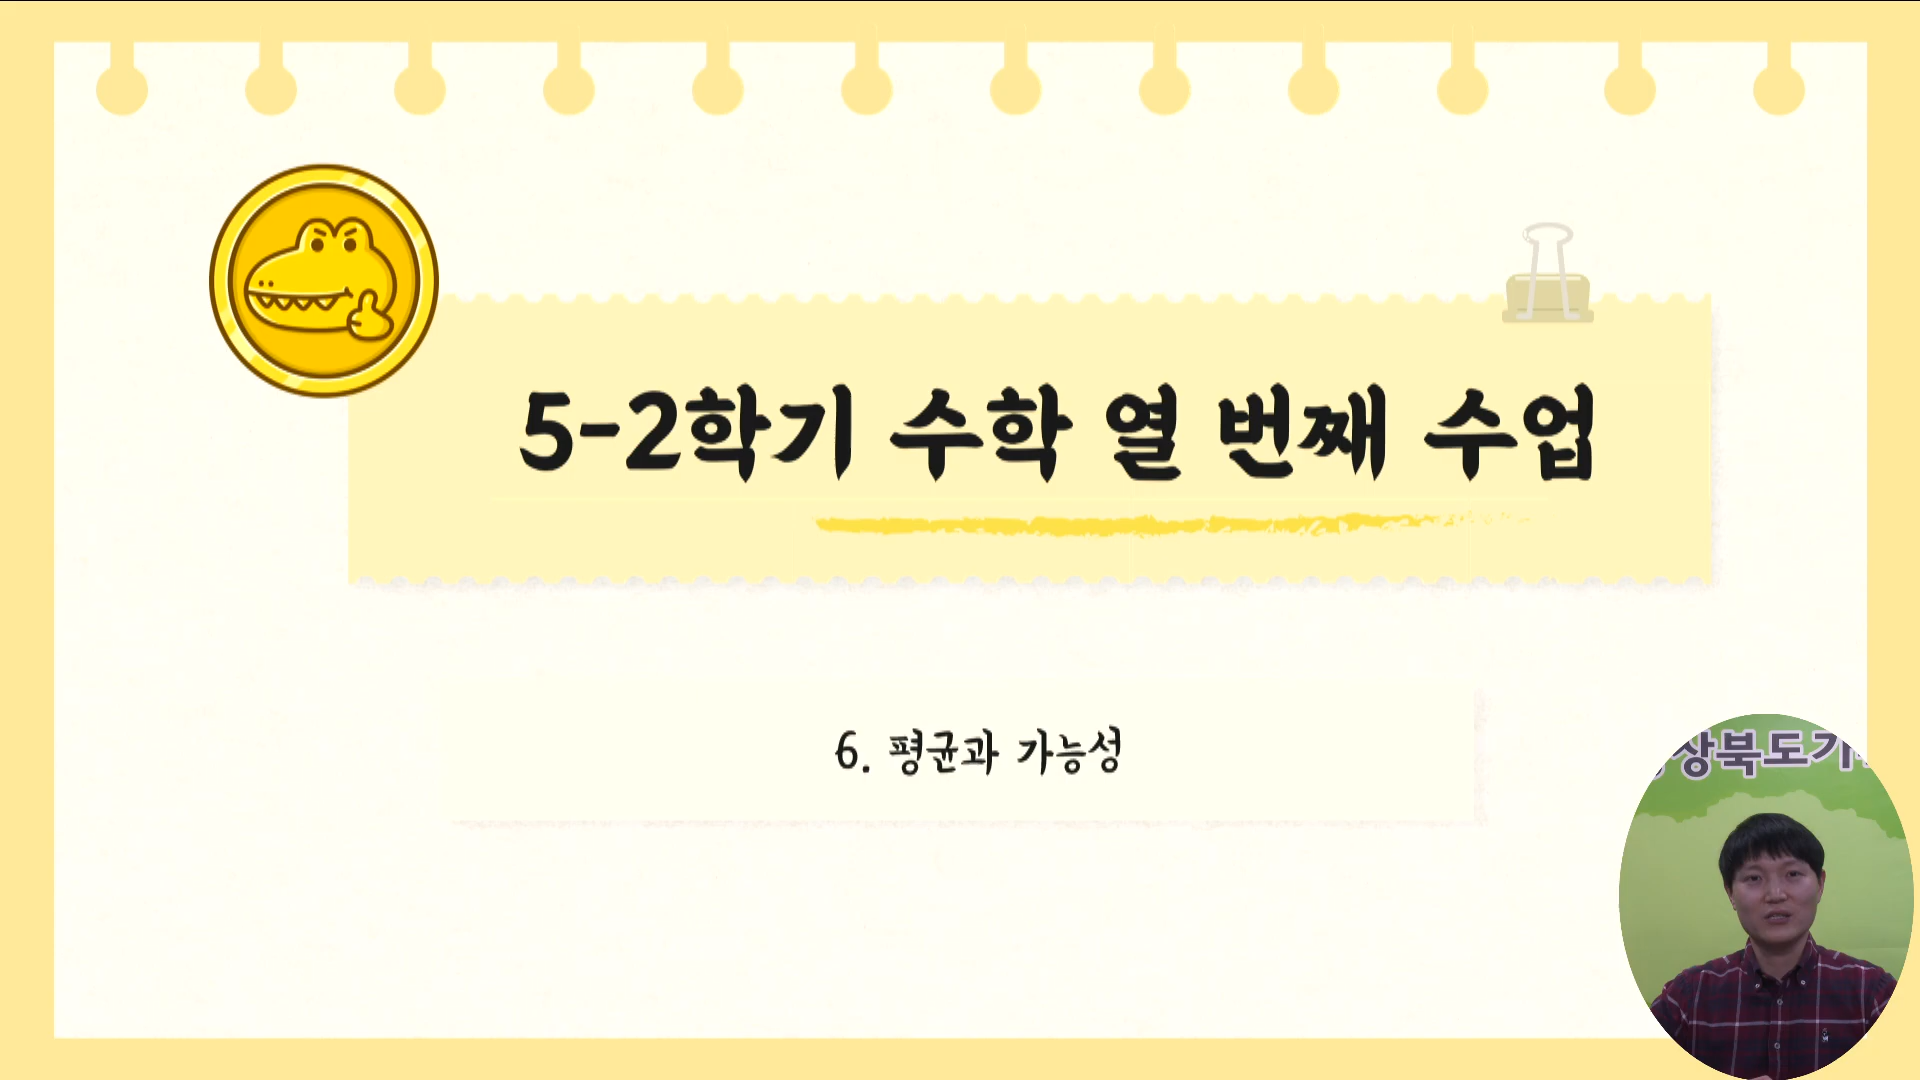 5-2학기 수학 열 번째 수업
6. 평균과 가능성
상북도